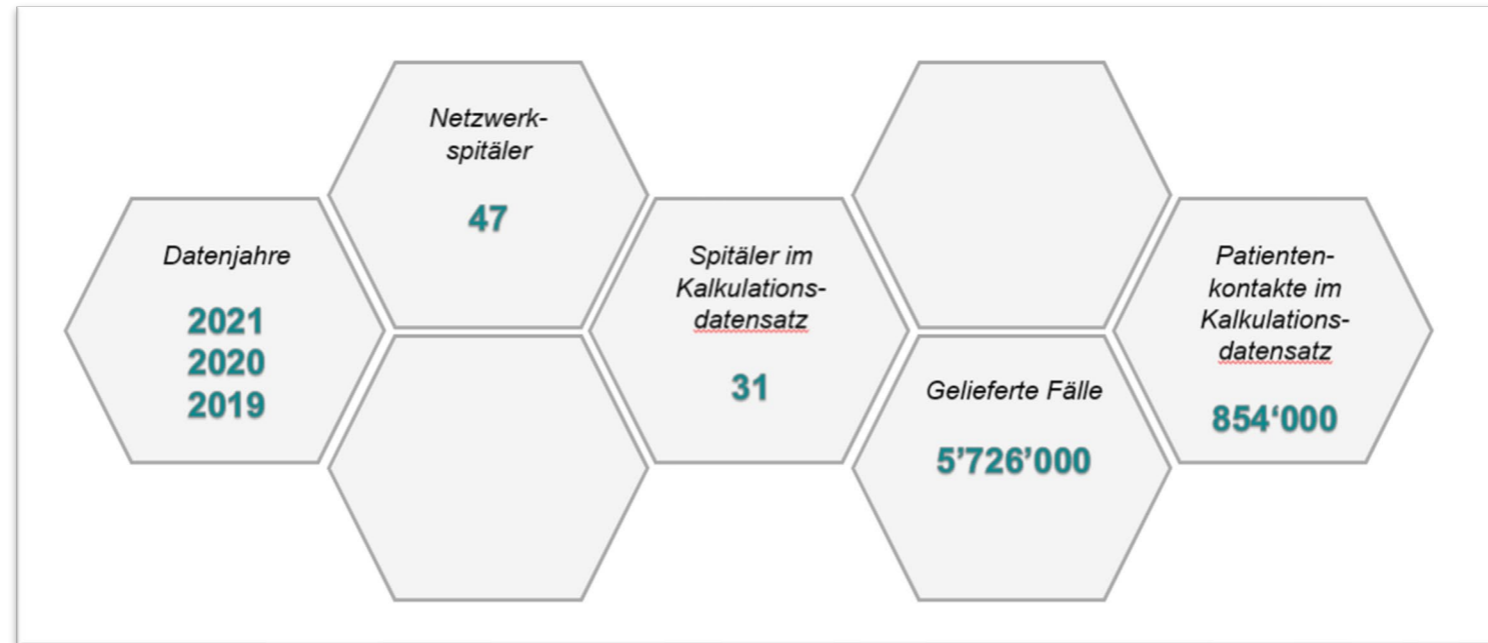 Datenjahre
2021
2020
2019
Netzwerk-
spitäler
47
Spitäler im
Kalkulations-
datensatz
31
Gelieferte Fälle
5’726’000
Patienten-
kontakte im
Kalkulations-
datensatz
854‘000